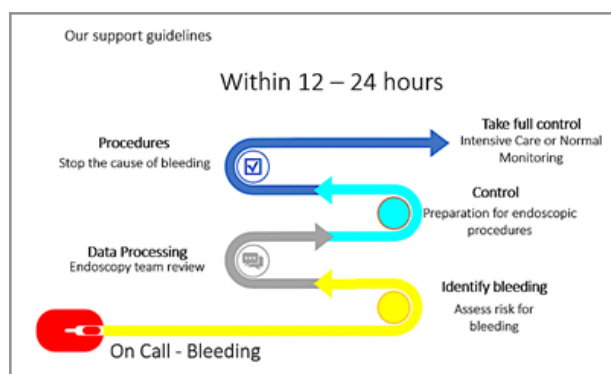 Our support guidelines
Within 12 – 24 hours
Procedures
Stop the cause of bleeding
Take full control
Intensive Care or Normal
Monitoring
Control
Preparation for endoscopic
procedures
Data Processing
Endoscopy team review
Identify bleeding
Assess risk for
bleeding
On Call - Bleeding